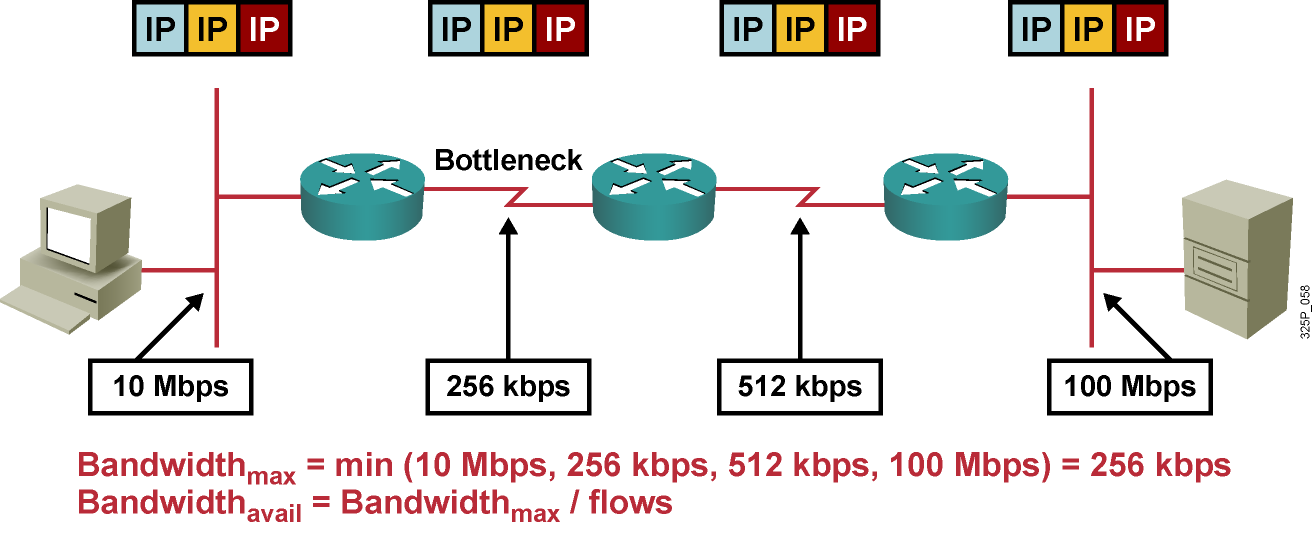 IP IP IP
IP IP IP
IP IP IP
IP IP IP
Bottleneck
10 Mbps
256 kbps
512 kbps
100 Mbps
325P_058
Bandwidthmax = min (10 Mbps, 256 kbps, 512 kbps, 100 Mbps) = 256 kbps
Bandwidthavail = Bandwidthmax / flows